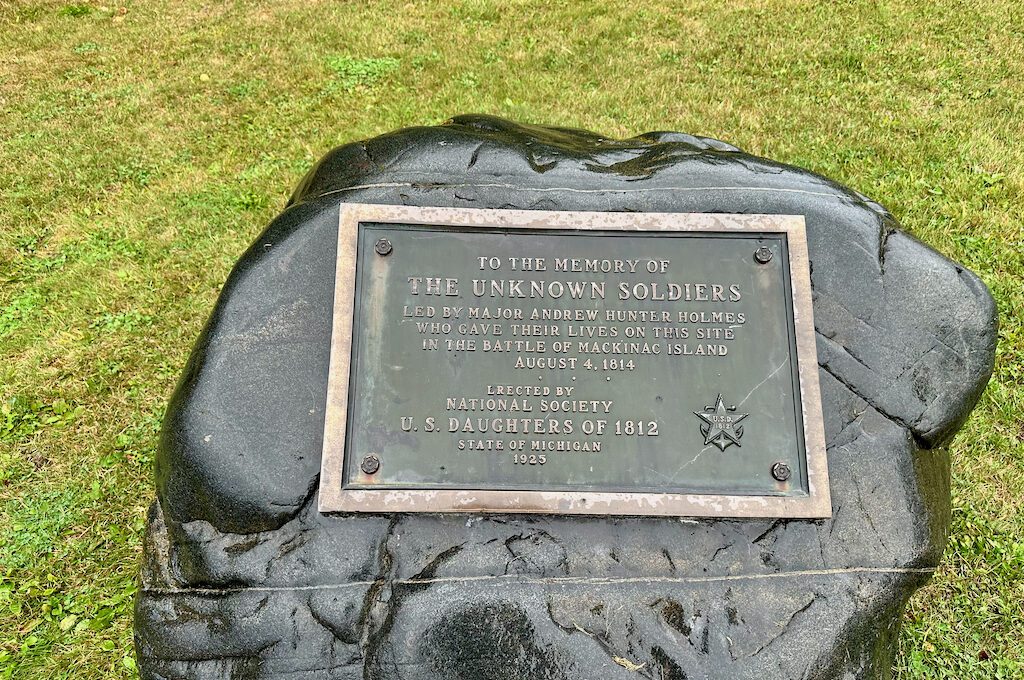 TO THE MEMORY OF
THE UNKNOWN SOLDIERS
LED BY MAJOR ANDREW HUNTER HOLMES
WHO GAVE THEIR LIVES ON THIS SITE
IN THE BATTLE OF MACKINAC ISLAND
AUGUST 4, 1814
ERECTED BY
NATIONAL SOCIETY
U. S. DAUGHTERS OF 1812
STATE OF MICHIGAN
1925
U.S.D.
1812